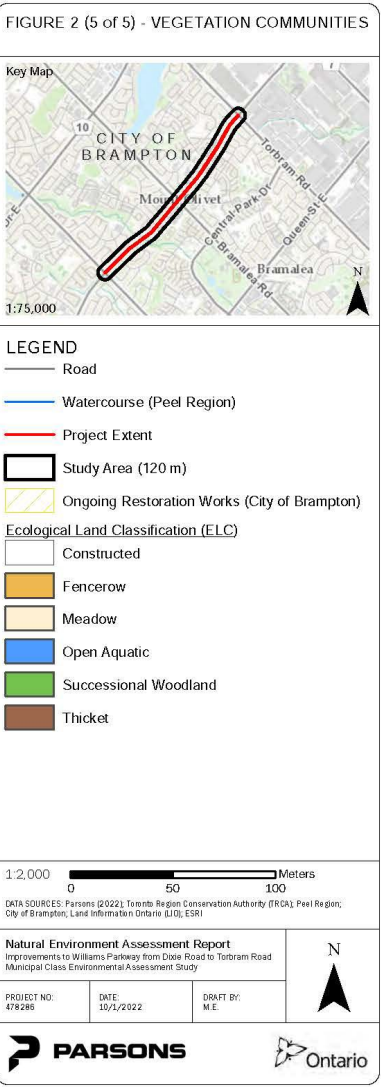 FIGURE 2 (5 of 5) - VEGETATION COMMUNITIES
Key Map
10
CITY OF
BRAMPTON
Torbram Rd
Mount Olivet
Central-Park-Dr
Queen-St-E
Dr-E
Bramalea Rd
Bramalea
N
1:75,000
LEGEND
Road
Watercourse (Peel Region)
Project Extent
Study Area (120 m)
Ongoing Restoration Works (City of Brampton)
Ecological Land Classification (ELC)
Constructed
Fencerow
Meadow
Open Aquatic
Successional Woodland
Thicket
1:2,000 Meters
0 50 100
DATA SOURCES: Parsons (2022); Toronto Region Conservation Authority (TRCA); Peel Region;
City of Brampton; Land Information Ontario (LIO); ESRI
Natural Environment Assessment Report
Improvements to Williams Parkway from Dixie Road to Torbram Road
Municipal Class Environmental Assessment Study
N
PROJECT NO: DATE: DRAFT BY:
478286 10/1/2022 M.E.
PARSONS Ontario